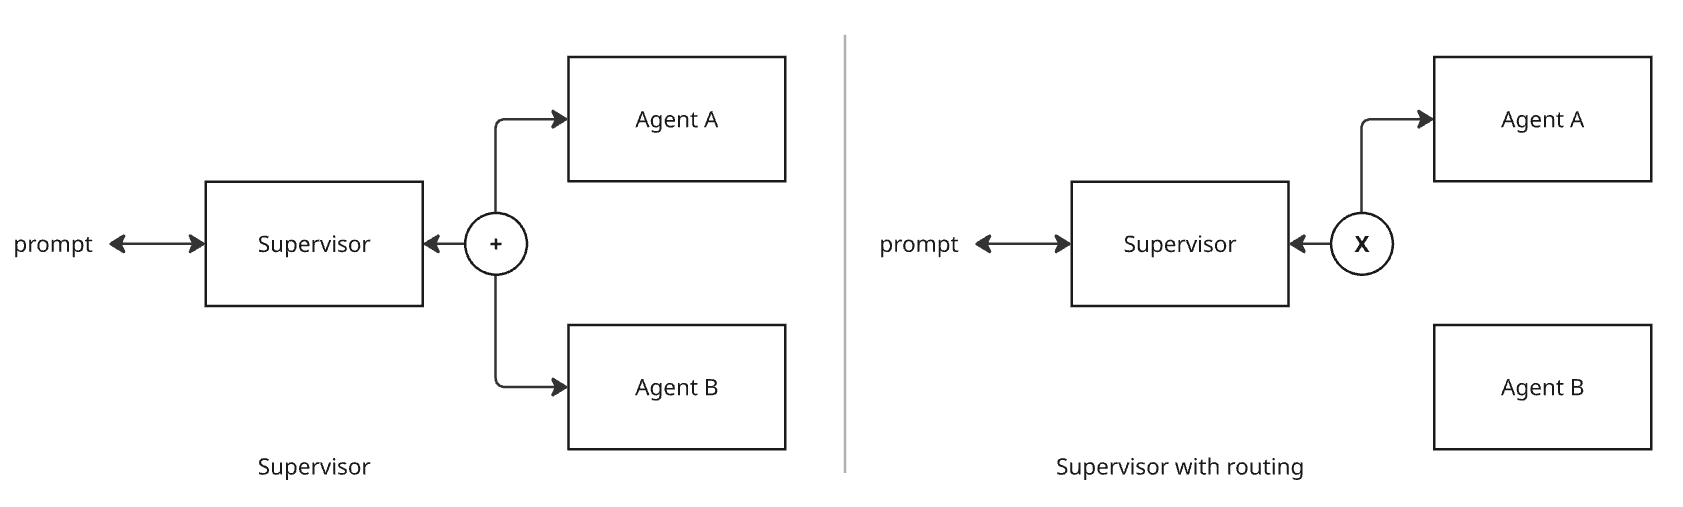 Agent A
prompt
Supervisor
+
Agent B
Supervisor
Agent A
prompt
Supervisor
X
Agent B
Supervisor with routing